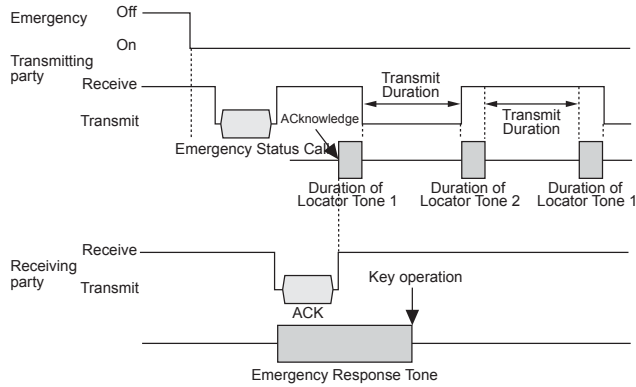 Emergency
Off
On
Transmitting
party
Receive
Transmit
Transmit
Duration
Transmit
Duration
ACknowledge
Emergency Status Call
Duration of
Locator Tone 1
Duration of
Locator Tone 2
Duration of
Locator Tone 1
Receiving
party
Receive
Transmit
Key operation
ACK
Emergency Response Tone